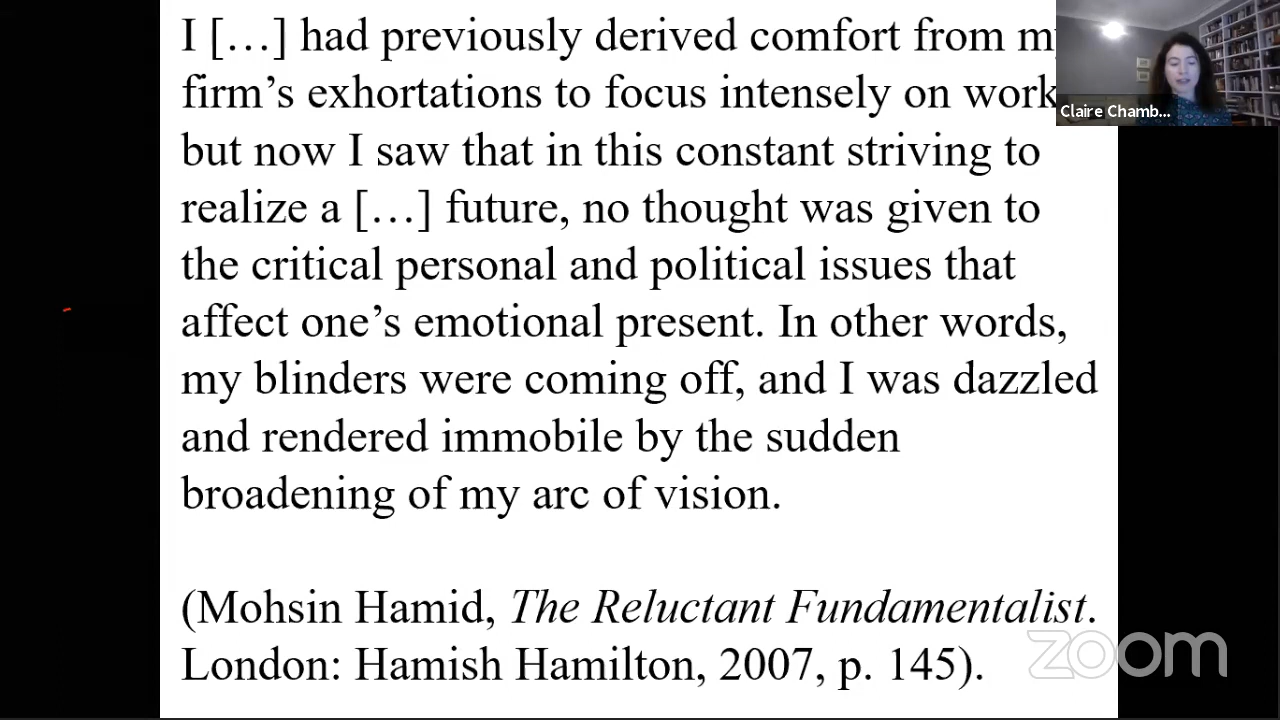 I […] had previously derived comfort from my
firm’s exhortations to focus intensely on work
but now I saw that in this constant striving to
realize a […] future, no thought was given to
the critical personal and political issues that
affect one’s emotional present. In other words,
my blinders were coming off, and I was dazzled
and rendered immobile by the sudden
broadening of my arc of vision.
(Mohsin Hamid, The Reluctant Fundamentalist.
London: Hamish Hamilton, 2007, p. 145).
Claire Chamb...
zoom